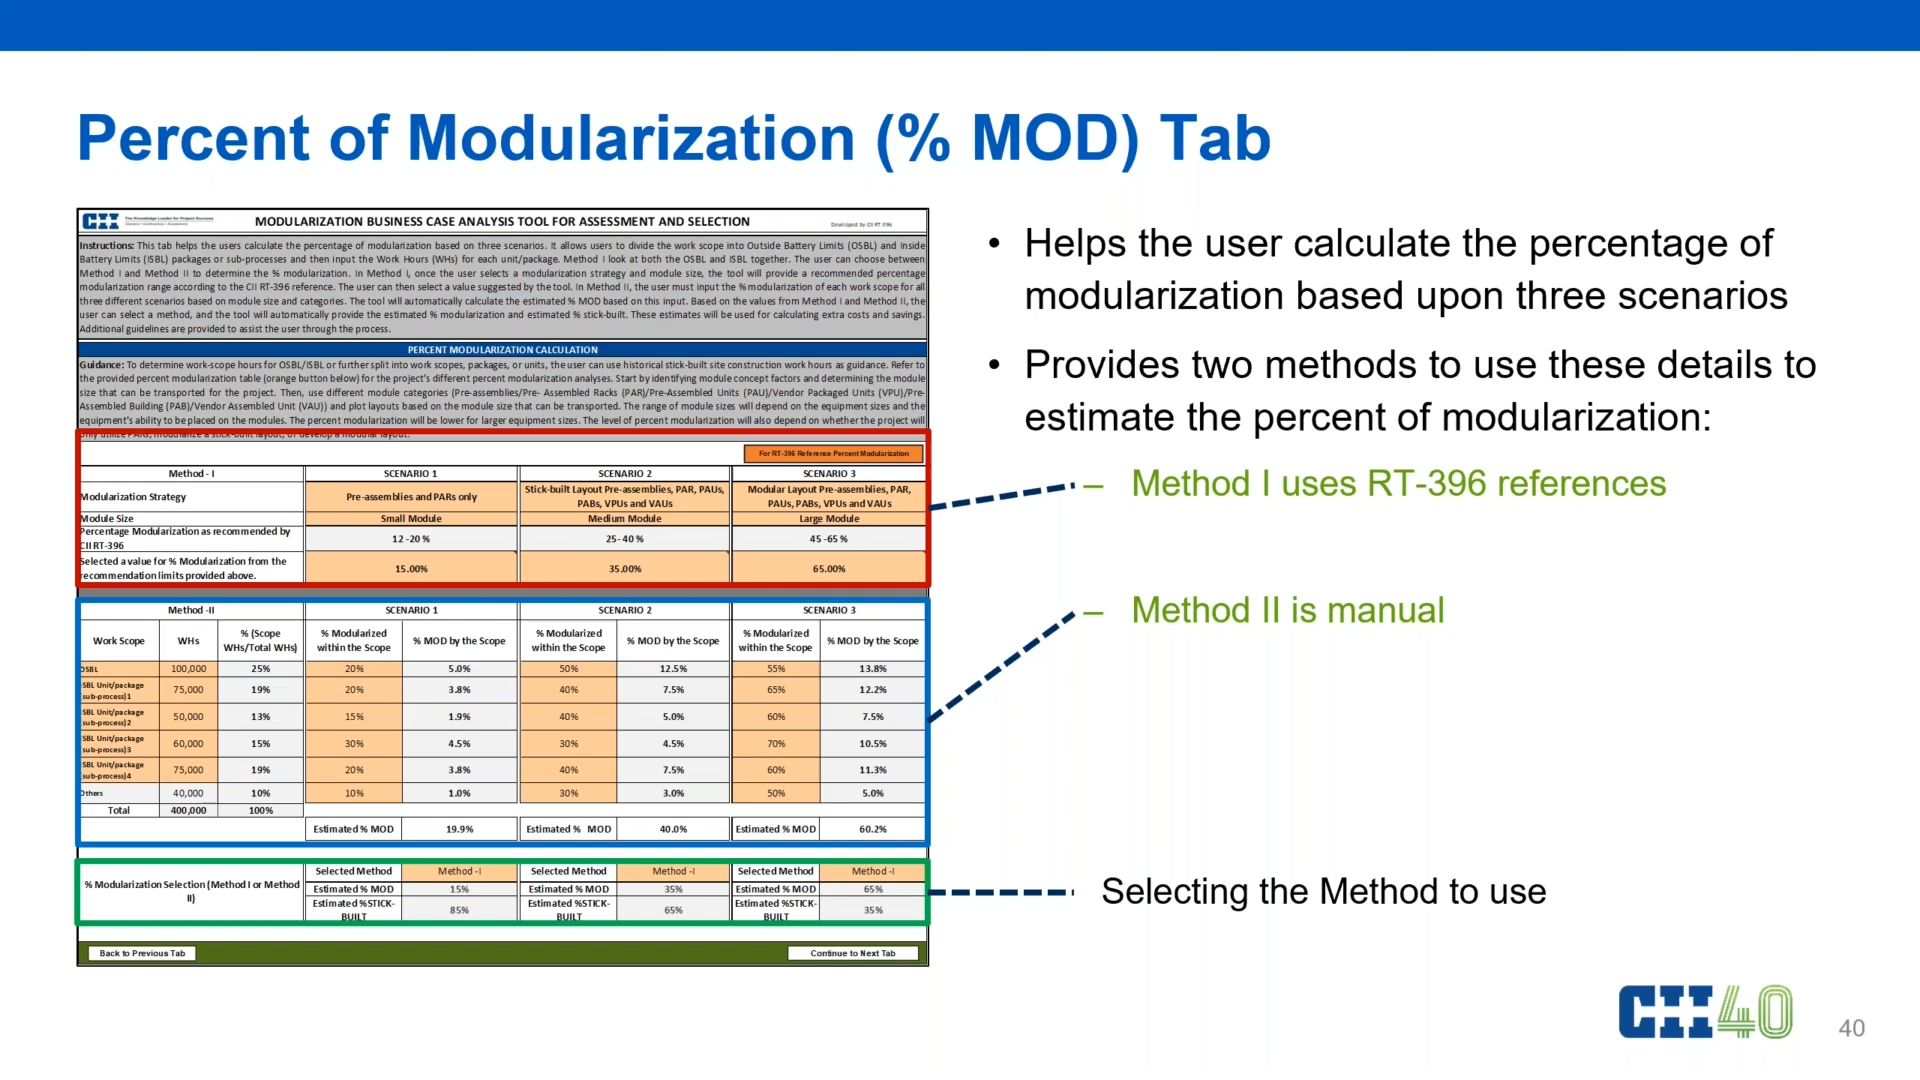 Percent of Modularization (% MOD) Tab
CII
The Knowledge Leader for Project Success
MODULARIZATION BUSINESS CASE ANALYSIS TOOL FOR ASSESSMENT AND SELECTION
Developed by CII RT-396
Instructions: This tab helps the users calculate the percentage of modularization based on three scenarios. It allows users to divide the work scope into Outside Battery Limits (OSBL) and Inside
Battery Limits (ISBL) packages or sub-processes and then input the Work Hours (WHs) for each unit/package. Method I look at both the OSBL and ISBL together. The user can choose between
Method I and Method II to determine the % modularization. In Method I, once the user selects a modularization strategy and module size, the tool will provide a recommended percentage
modularization range according to the CII RT-396 reference. The user can then select a value suggested by the tool. In Method II, the user must input the % modularization of each work scope for all
three different scenarios based on module size and categories. The tool will automatically calculate the estimated % MOD based on this input. Based on the values from Method I and Method II, the
user can select a method, and the tool will automatically provide the estimated % modularization and estimated % stick-built. These estimates will be used for calculating extra costs and savings.
Additional guidelines are provided to assist the user through the process.
PERCENT MODULARIZATION CALCULATION
Guidance: To determine work-scope hours for OSBL/ISBL or further split into work scopes, packages, or units, the user can use historical stick-built site construction work hours as guidance. Refer to
the provided percent modularization table (orange button below) for the project's different percent modularization analyses. Start by identifying module concept factors and determining the module
size that can be transported for the project. Then, use different module categories (Pre-assemblies/Pre- Assembled Racks (PAR)/Pre-Assembled Units (PAU)/Vendor Packaged Units (VPU)/Pre-
Assembled Building (PAB)/Vendor Assembled Unit (VAU)) and plot layouts based on the module size that can be transported. The range of module sizes will depend on the equipment sizes and the
equipment's ability to be placed on the modules. The percent modularization will be lower for larger equipment sizes. The level of percent modularization will also depend on whether the project will
only utilize PARs, modularize a stick-built layout, or develop a modular layout.
For RT-396 Reference Percent Modularization
Method - I SCENARIO 1 SCENARIO 2 SCENARIO 3
Modularization Strategy Pre-assemblies and PARs only Stick-built Layout Pre-assemblies, PAR, PAUs, PABs, VPUs and VAUs Modular Layout Pre-assemblies, PAR, PAUs, PABs, VPUs and VAUs
Module Size Small Module Medium Module Large Module
Percentage Modularization as recommended by CII RT-396 12 -20 % 25- 40 % 45 -65 %
Selected a value for % Modularization from the recommendation limits provided above. 15.00% 35.00% 65.00%
Method -II SCENARIO 1 SCENARIO 2 SCENARIO 3
Work Scope WHs % (Scope WHs/Total WHs) % Modularized within the Scope % MOD by the Scope % Modularized within the Scope % MOD by the Scope % Modularized within the Scope % MOD by the Scope
OSBL 100,000 25% 20% 5.0% 50% 12.5% 55% 13.8%
ISBL Unit/package (sub-process)1 75,000 19% 20% 3.8% 40% 7.5% 65% 12.2%
ISBL Unit/package (sub-process)2 50,000 13% 15% 1.9% 40% 5.0% 60% 7.5%
ISBL Unit/package (sub-process)3 60,000 15% 30% 4.5% 30% 4.5% 70% 10.5%
ISBL Unit/package (sub-process)4 75,000 19% 20% 3.8% 40% 7.5% 60% 11.3%
Others 40,000 10% 10% 1.0% 30% 3.0% 50% 5.0%
Total 400,000 100%
Estimated % MOD 19.9% Estimated % MOD 40.0% Estimated % MOD 60.2%
% Modularization Selection (Method I or Method II)
Selected Method Method -I Selected Method Method -I Selected Method Method -I
Estimated % MOD 15% Estimated % MOD 35% Estimated % MOD 65%
Estimated %STICK-BUILT 85% Estimated %STICK-BUILT 65% Estimated %STICK-BUILT 35%
Back to Previous Tab
Continue to Next Tab
• Helps the user calculate the percentage of
modularization based upon three scenarios
• Provides two methods to use these details to
estimate the percent of modularization:
– Method I uses RT-396 references
– Method II is manual
Selecting the Method to use
CII40
40